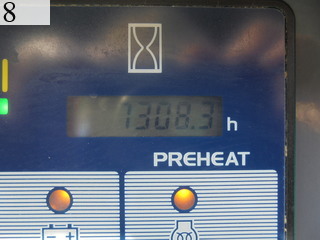 8
1308.3 h
PREHEAT
- +